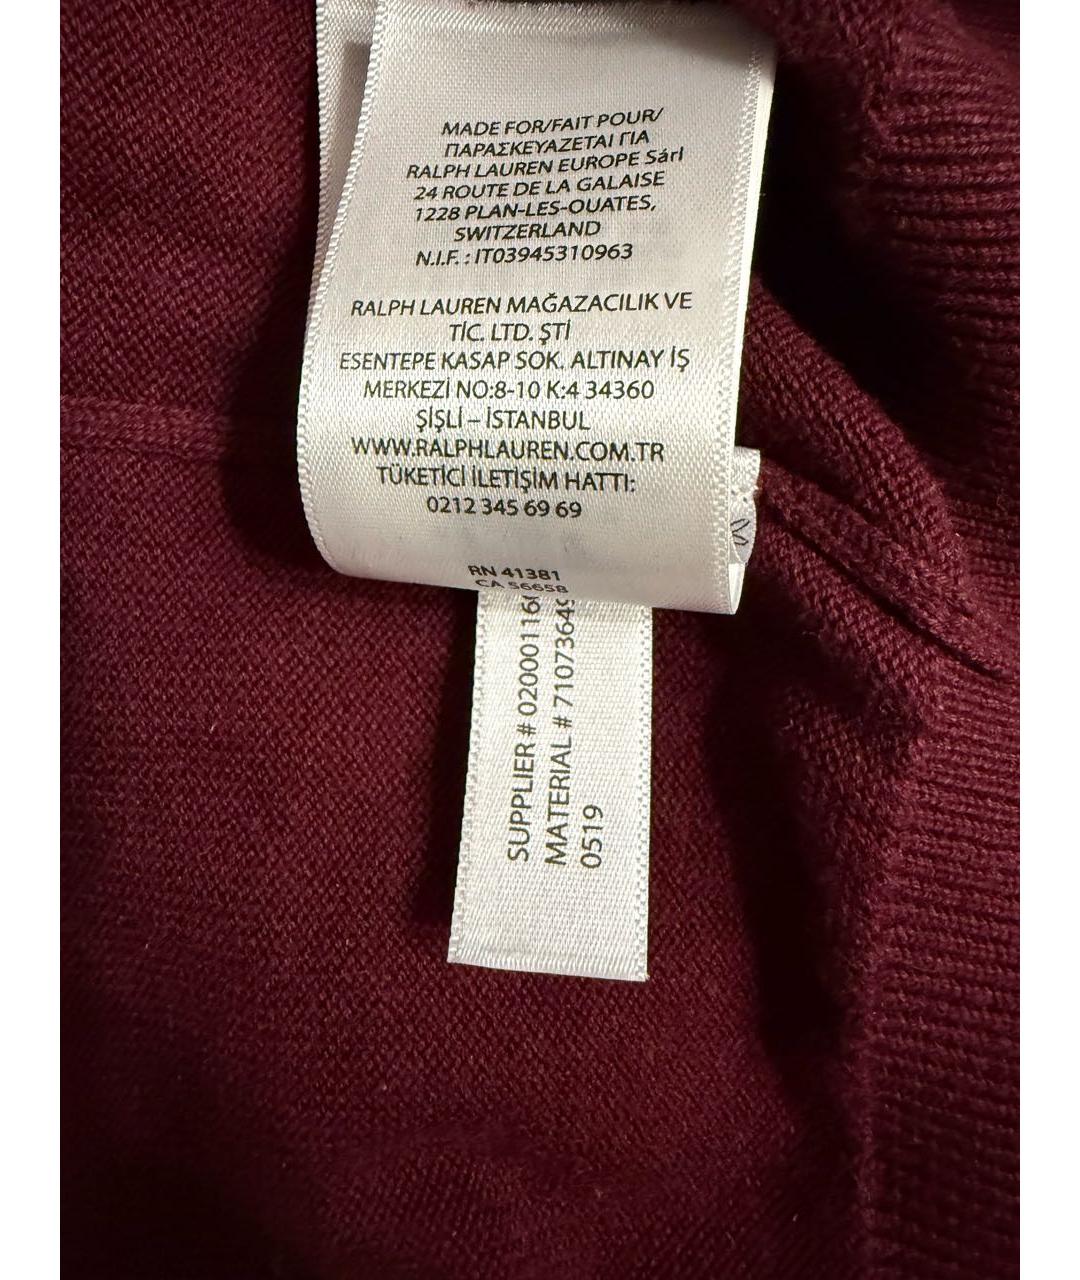 MADE FOR/FAIT POUR/
ΠΑΡΑΣΚΕΥΑΖΕΤΑΙ ΓΙΑ
RALPH LAUREN EUROPE Sárl
24 ROUTE DE LA GALAISE
1228 PLAN-LES-OUATES,
SWITZERLAND
N.I.F. : IT03945310963
RALPH LAUREN MAĞAZACILIK VE
TİC. LTD. ŞTİ
ESENTEPE KASAP SOK. ALTINAY İŞ
MERKEZİ NO:8-10 K:4 34360
ŞİŞLİ – İSTANBUL
WWW.RALPHLAUREN.COM.TR
TÜKETİCİ İLETİŞİM HATTI:
0212 345 69 69
RN 41381
CA 56658
SUPPLIER #
MATERIAL #
0519